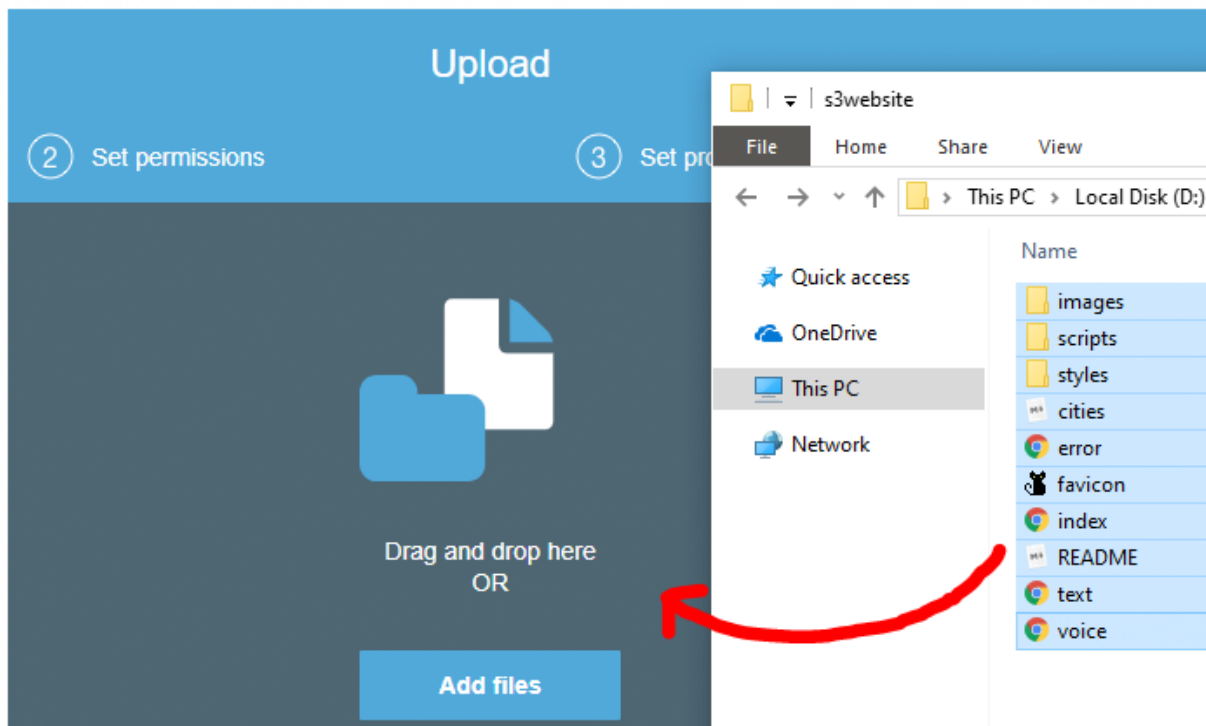 Upload
2 Set permissions
3 Set pro
s3website
File Home Share View
This PC > Local Disk (D:)
Quick access
OneDrive
This PC
Network
Name
images
scripts
styles
cities
error
favicon
index
README
text
voice
Drag and drop here
OR
Add files